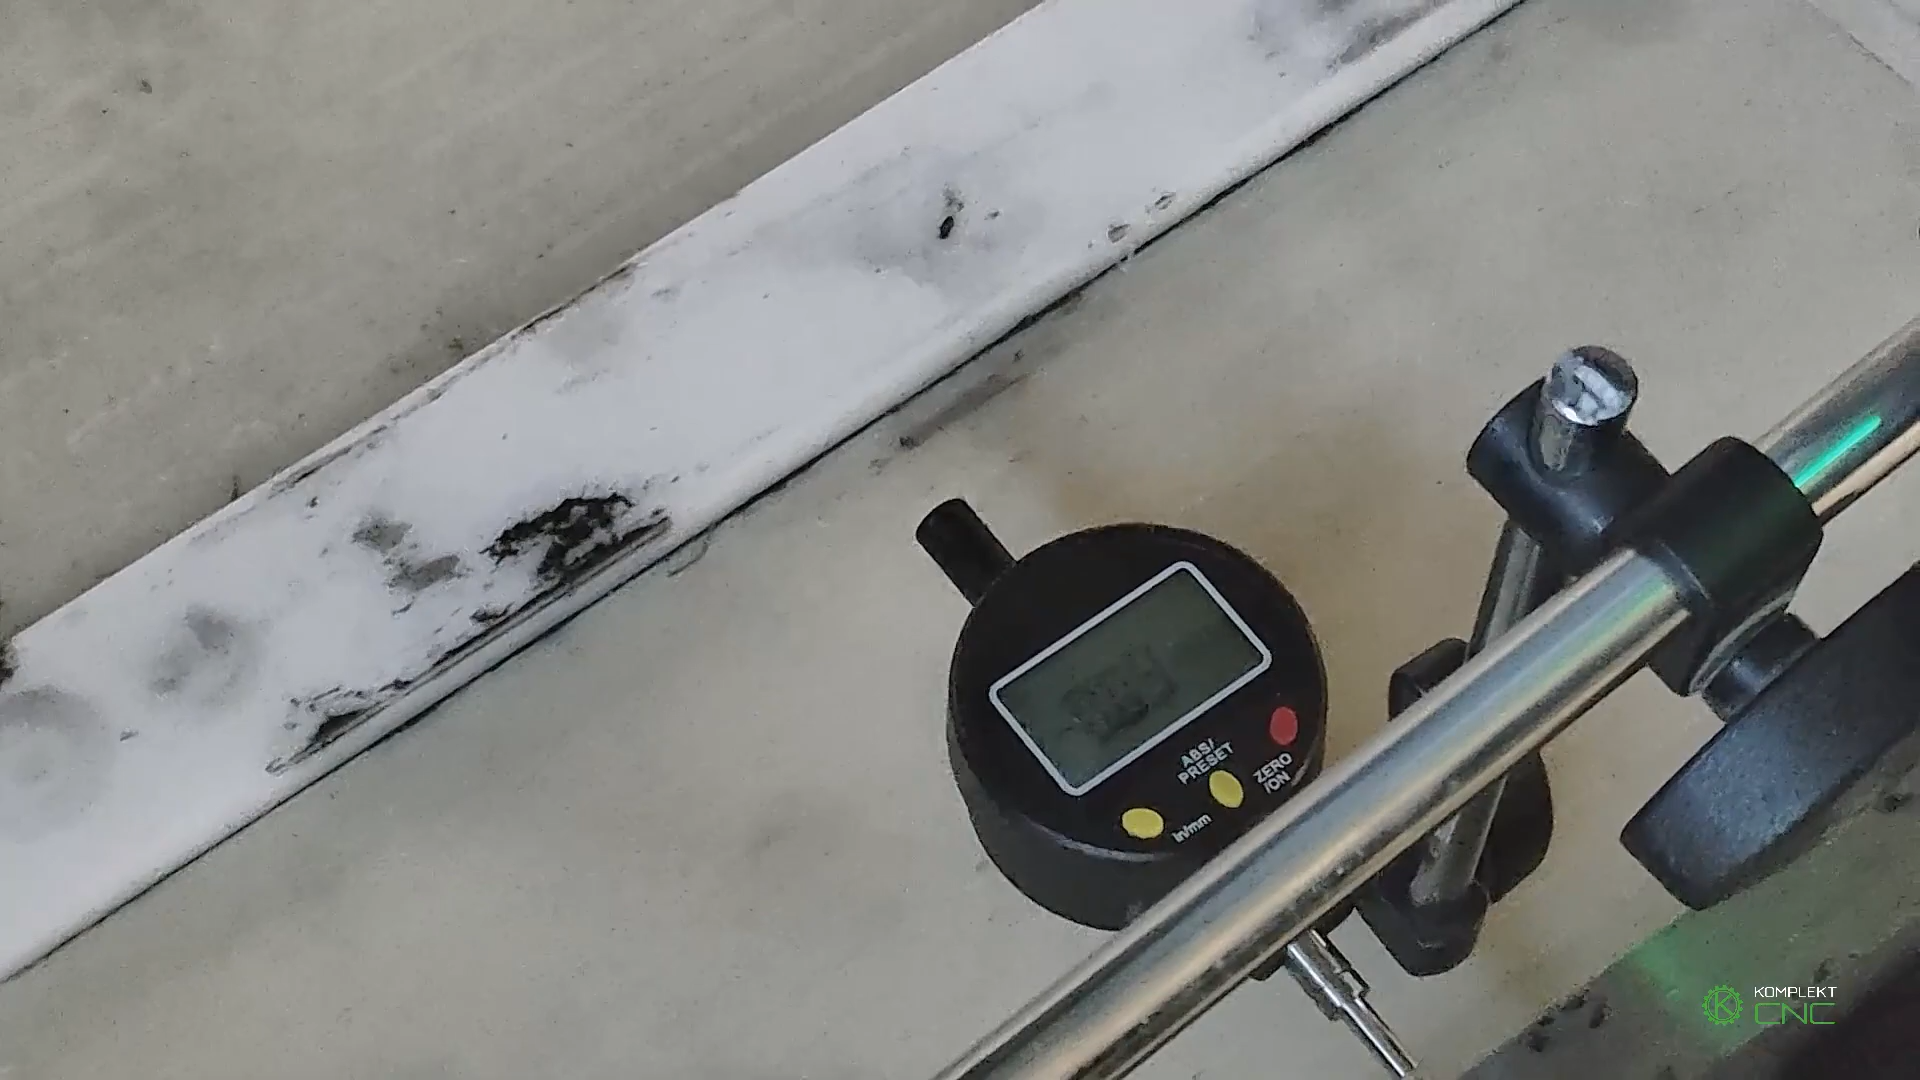 ABS/
PRESET
ZERO
/ON
in/mm
KOMPLEKT
CNC